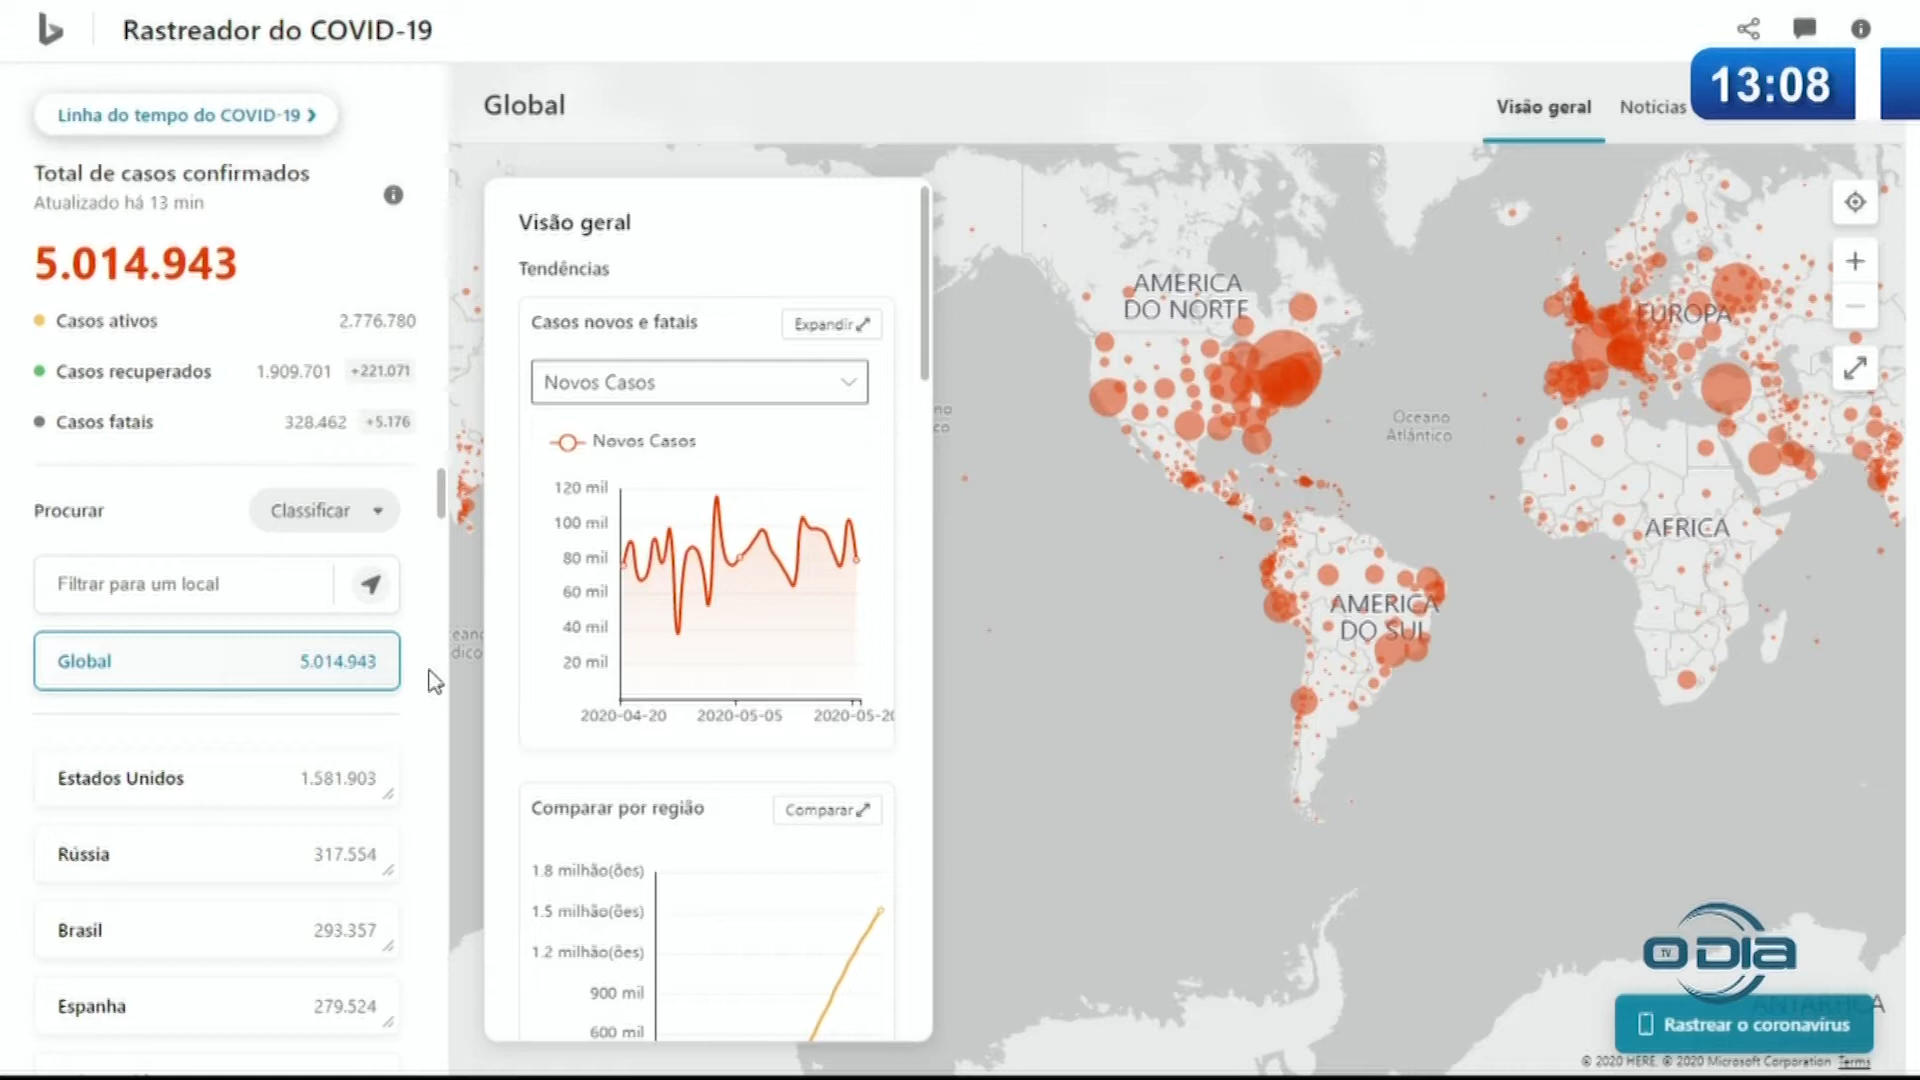 Rastreador do COVID-19
13:08
Linha do tempo do COVID-19
Total de casos confirmados
Atualizado há 13 min
5.014.943
Casos ativos 2.776.780
Casos recuperados 1.909.701 +221.071
Casos fatais 328.462 +5.176
Procurar
Classificar
Filtrar para um local
Global 5.014.943
Estados Unidos 1.581.903
Rússia 317.554
Brasil 293.357
Espanha 279.524
Global
Visão geral
Notícias
Visão geral
Tendências
Casos novos e fatais
Expandir
Novos Casos
Novos Casos
120 mil
100 mil
80 mil
60 mil
40 mil
20 mil
2020-04-20 2020-05-05 2020-05-20
Comparar por região
Comparar
1.8 milhão(ões)
1.5 milhão(ões)
1.2 milhão(ões)
900 mil
600 mil
AMERICA
DO NORTE
EUROPA
Oceano
Atlântico
AFRICA
AMERICA
DO SUL
O DIA
TV
Rastrear o coronavírus
© 2020 HERE, © 2020 Microsoft Corporation Terms